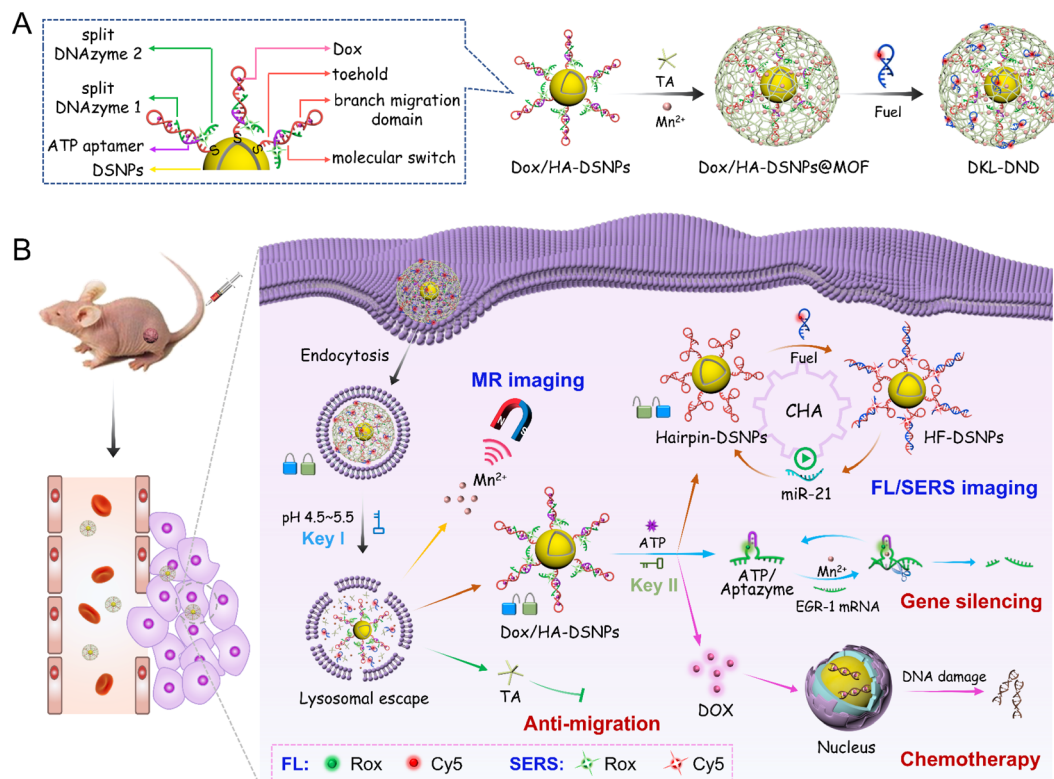 A
split
DNAzyme 2
split
DNAzyme 1
ATP aptamer
DSNPs
Dox
toehold
branch migration
domain
molecular switch
S
S
S
Dox/HA-DSNPs
TA
Mn²⁺
Dox/HA-DSNPs@MOF
Fuel
DKL-DND
B
Endocytosis
pH 4.5~5.5
Key I
Lysosomal escape
MR imaging
N
S
Mn²⁺
Dox/HA-DSNPs
TA
Anti-migration
ATP
Key II
Hairpin-DSNPs
Fuel
CHA
miR-21
HF-DSNPs
FL/SERS imaging
ATP/
Aptazyme
Mn²⁺
EGR-1 mRNA
Gene silencing
DOX
Nucleus
DNA damage
Chemotherapy
FL: Rox Cy5 SERS: Rox Cy5